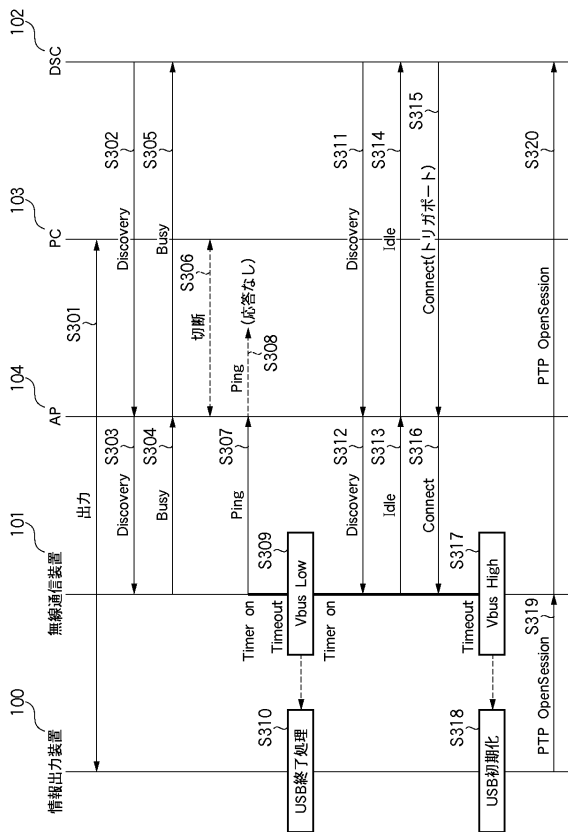 100
情報出力装置
101
無線通信装置
104
AP
103
PC
102
DSC
出力
S301
Discovery
S303
Discovery
S302
Busy
S304
Busy
S305
切断
S306
Timer on
Ping
S307
Ping
S308
(応答なし)
Timeout
Vbus Low
S309
USB終了処理
S310
Timer on
Discovery
S312
Discovery
S311
Idle
S313
Idle
S314
Connect
S316
Connect(トリガポート)
S315
Timeout
Vbus High
S317
USB初期化
S318
PTP OpenSession
S319
PTP OpenSession
S320